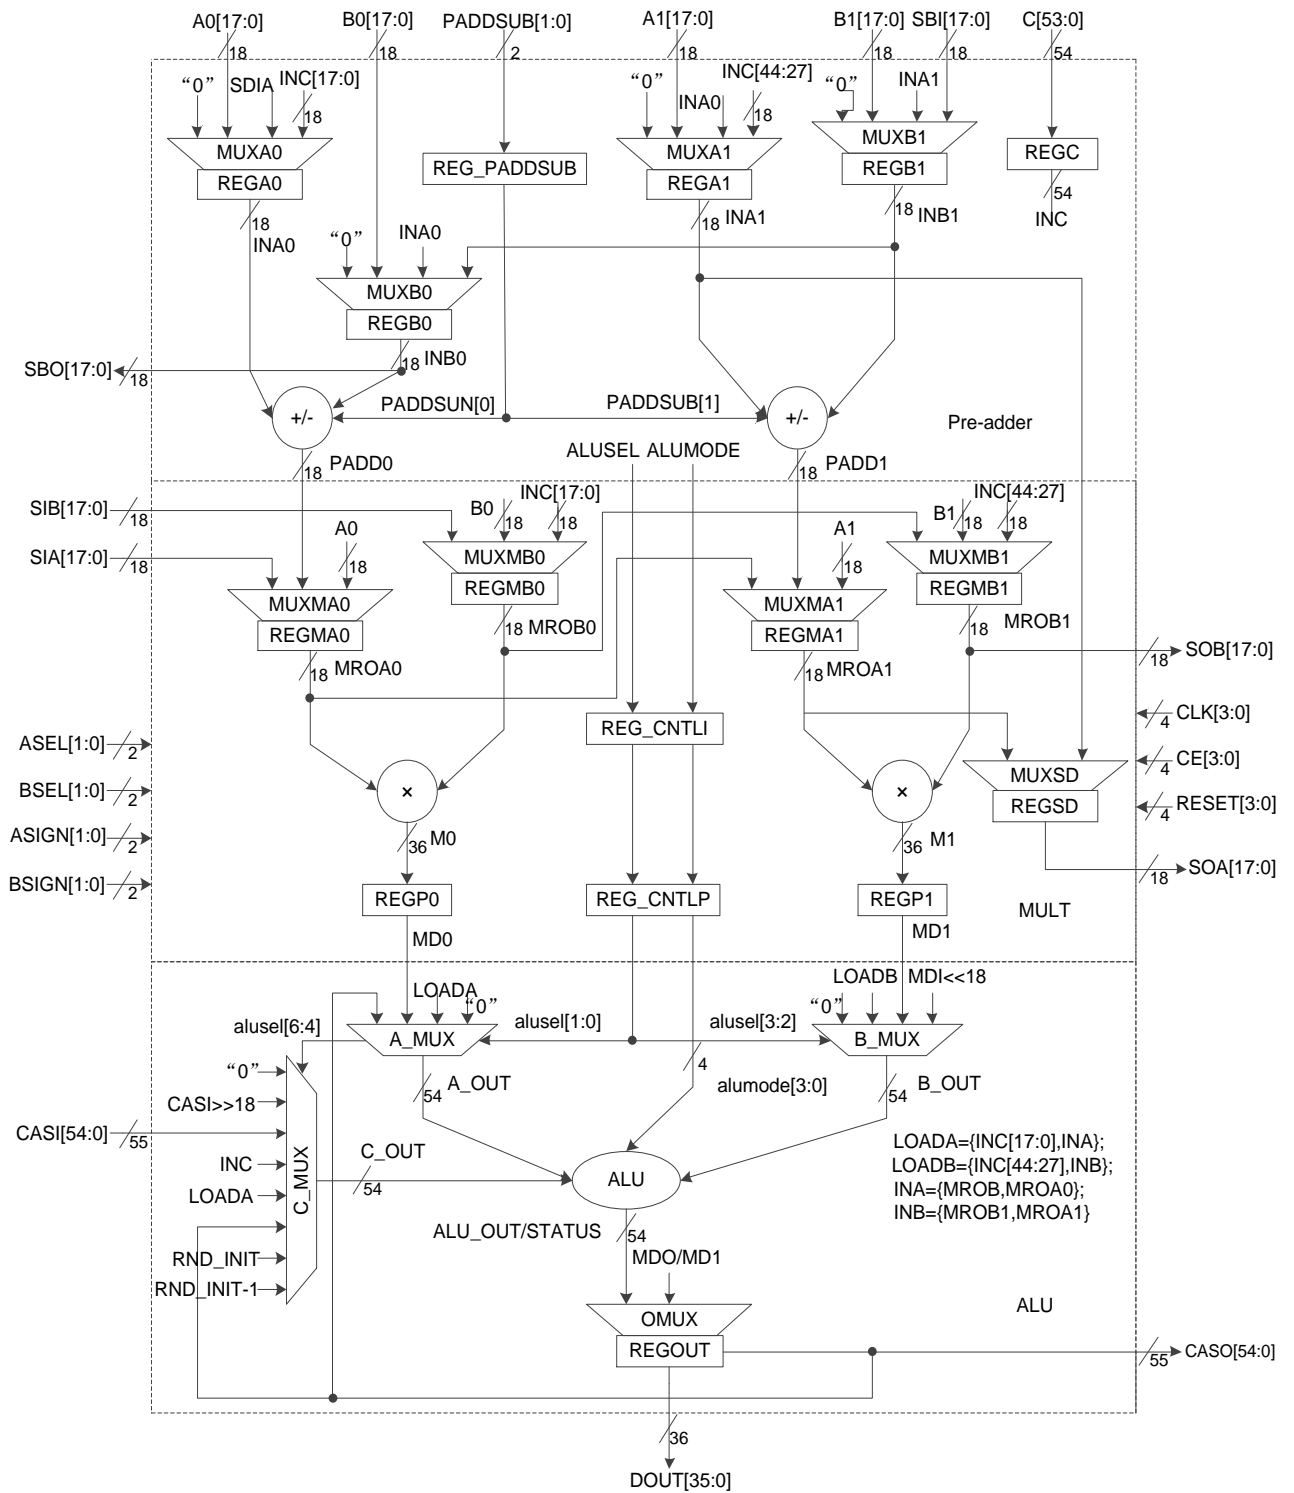 A0[17:0] B0[17:0] PADDSUB[1:0] A1[17:0] B1[17:0] SBI[17:0] C[53:0]
18 18 2 18 18 18 54
“0” SDIA INC[17:0] “0” INA0 INC[44:27] “0” INA1
18 18
MUXA0 MUXA1 MUXB1 REGC
REGA0 REG_PADDSUB REGA1 REGB1
18 INA0 18 INA1 18 INB1 54 INC
“0” INA0
MUXB0
REGB0
18 INB0
SBO[17:0] 18
+/- PADDSUN[0] PADDSUB[1] +/-
Pre-adder
18 PADD0 ALUSEL ALUMODE 18 PADD1
SIB[17:0] 18 B0 18 INC[17:0] 18 B1 18 INC[44:27] 18
SIA[17:0] 18 A0 18 A1 18
MUXMB0 MUXMB1
REGMB0 REGMB1
MUXMA0 MUXMA1
REGMA0 REGMA1
18 MROB0 18 MROB1
18 MROA0 18 MROA1
18 SOB[17:0]
REG_CNTLI
4 CLK[3:0]
ASEL[1:0] 2
4 CE[3:0]
MUXSD
BSEL[1:0] 2 × ×
REGSD 4 RESET[3:0]
ASIGN[1:0] 2 36 M0 36 M1
18 SOA[17:0]
BSIGN[1:0] 2
REGP0 REG_CNTLP REGP1
MULT
MD0 MD1
LOADA “0” “0” LOADB MDI<<18
alusel[6:4] A_MUX alusel[1:0] alusel[3:2] B_MUX
“0” 4
54 A_OUT alumode[3:0] 54 B_OUT
CASI>>18
CASI[54:0] 55
INC
LOADA
RND_INIT
RND_INIT-1
C_MUX
C_OUT
54
ALU
LOADA={INC[17:0],INA};
LOADB={INC[44:27],INB};
INA={MROB,MROA0};
INB={MROB1,MROA1}
ALU_OUT/STATUS 54
MDO/MD1
OMUX
ALU
REGOUT
55 CASO[54:0]
36
DOUT[35:0]